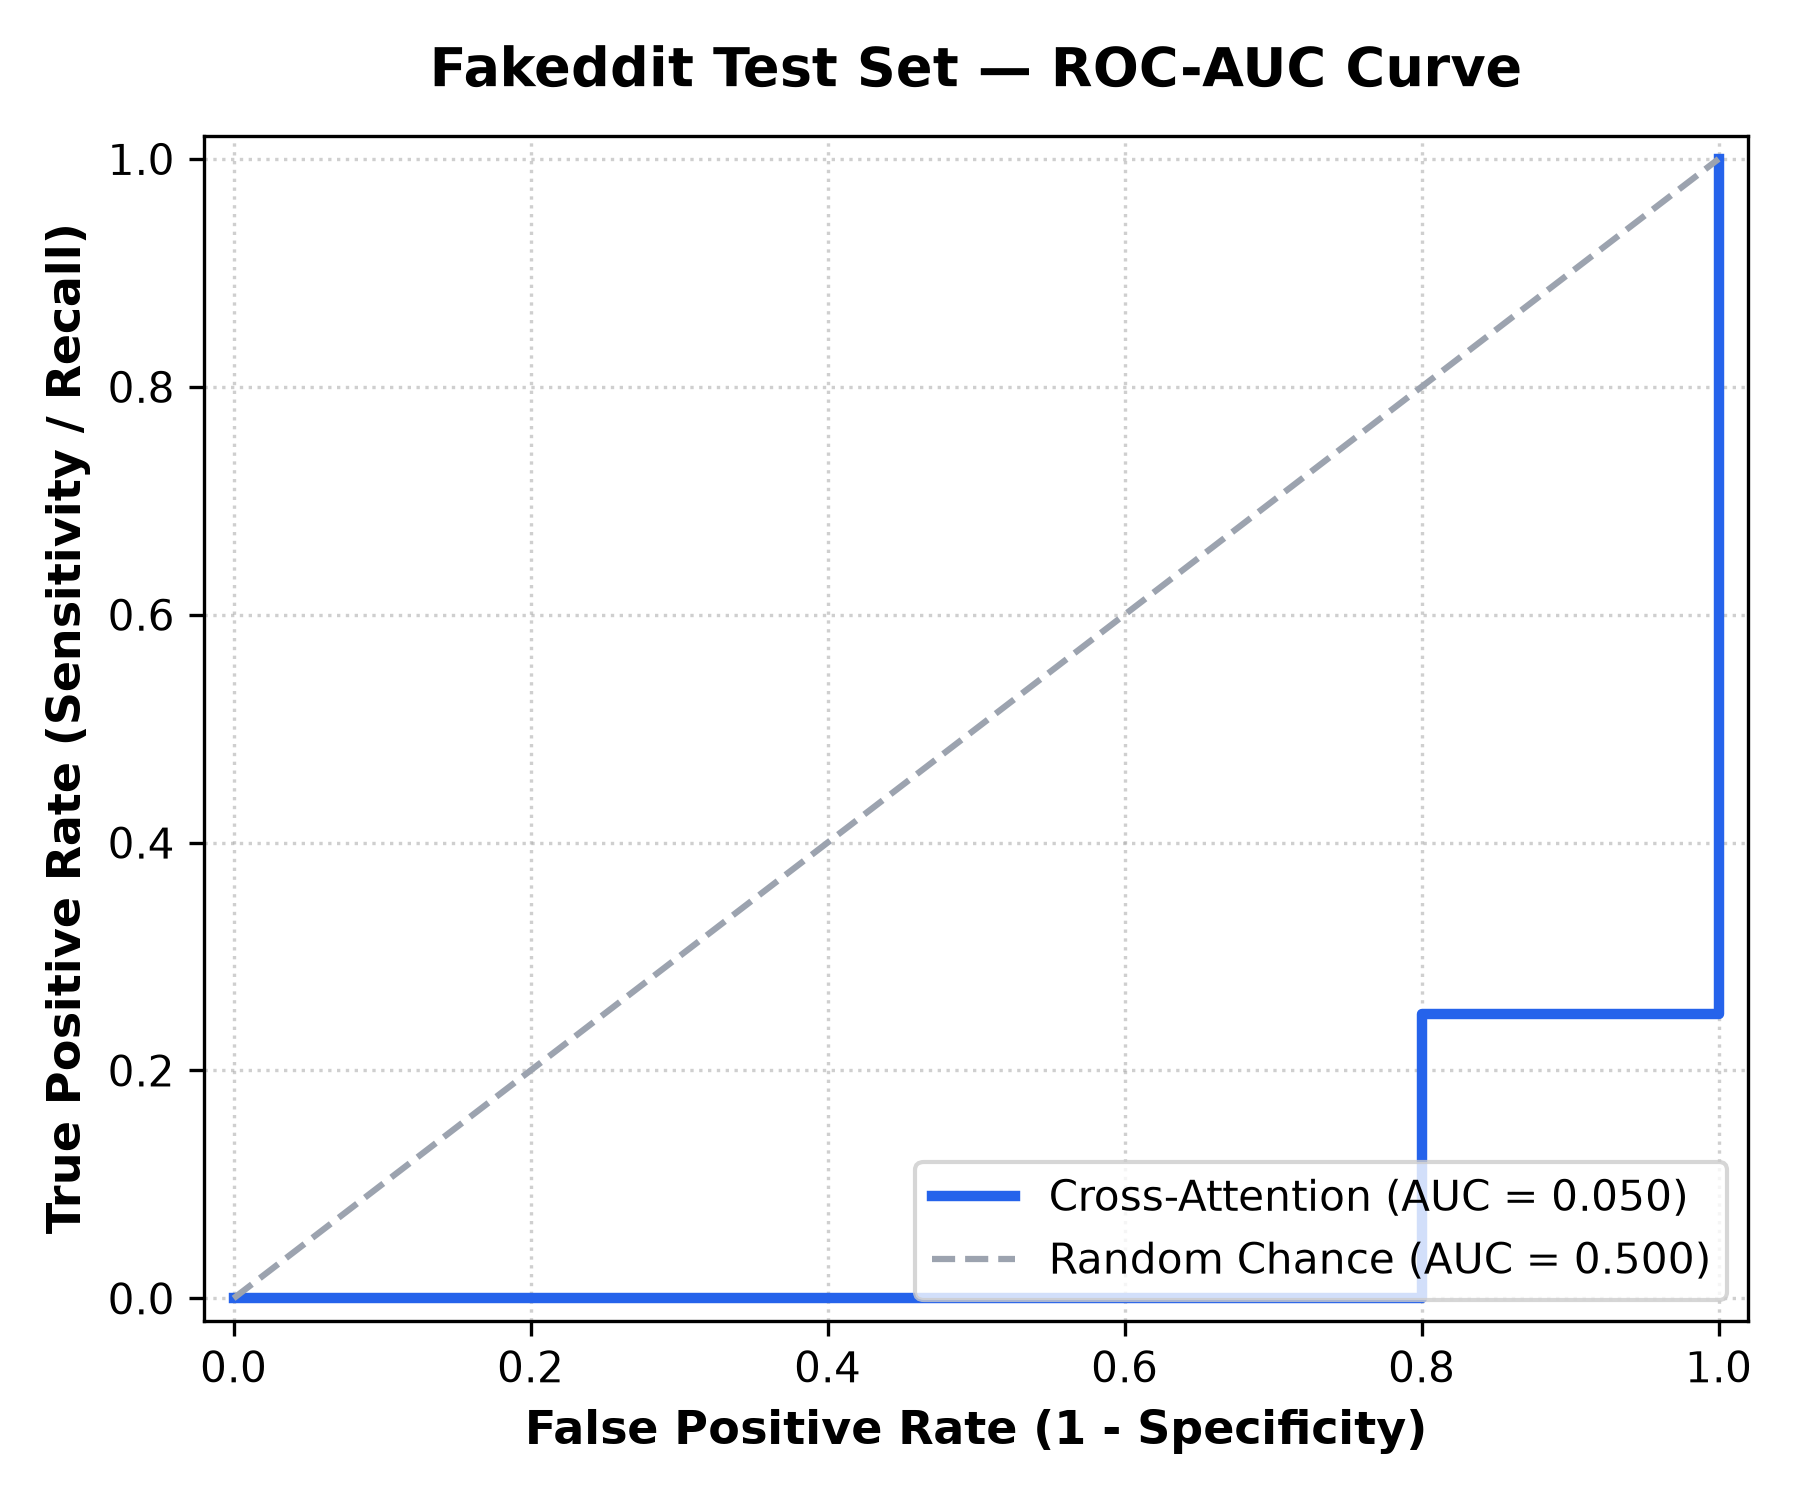 Fakeddit Test Set — ROC-AUC Curve
True Positive Rate (Sensitivity / Recall)
1.0
0.8
0.6
0.4
0.2
0.0
Cross-Attention (AUC = 0.050)
Random Chance (AUC = 0.500)
0.0 0.2 0.4 0.6 0.8 1.0
False Positive Rate (1 - Specificity)